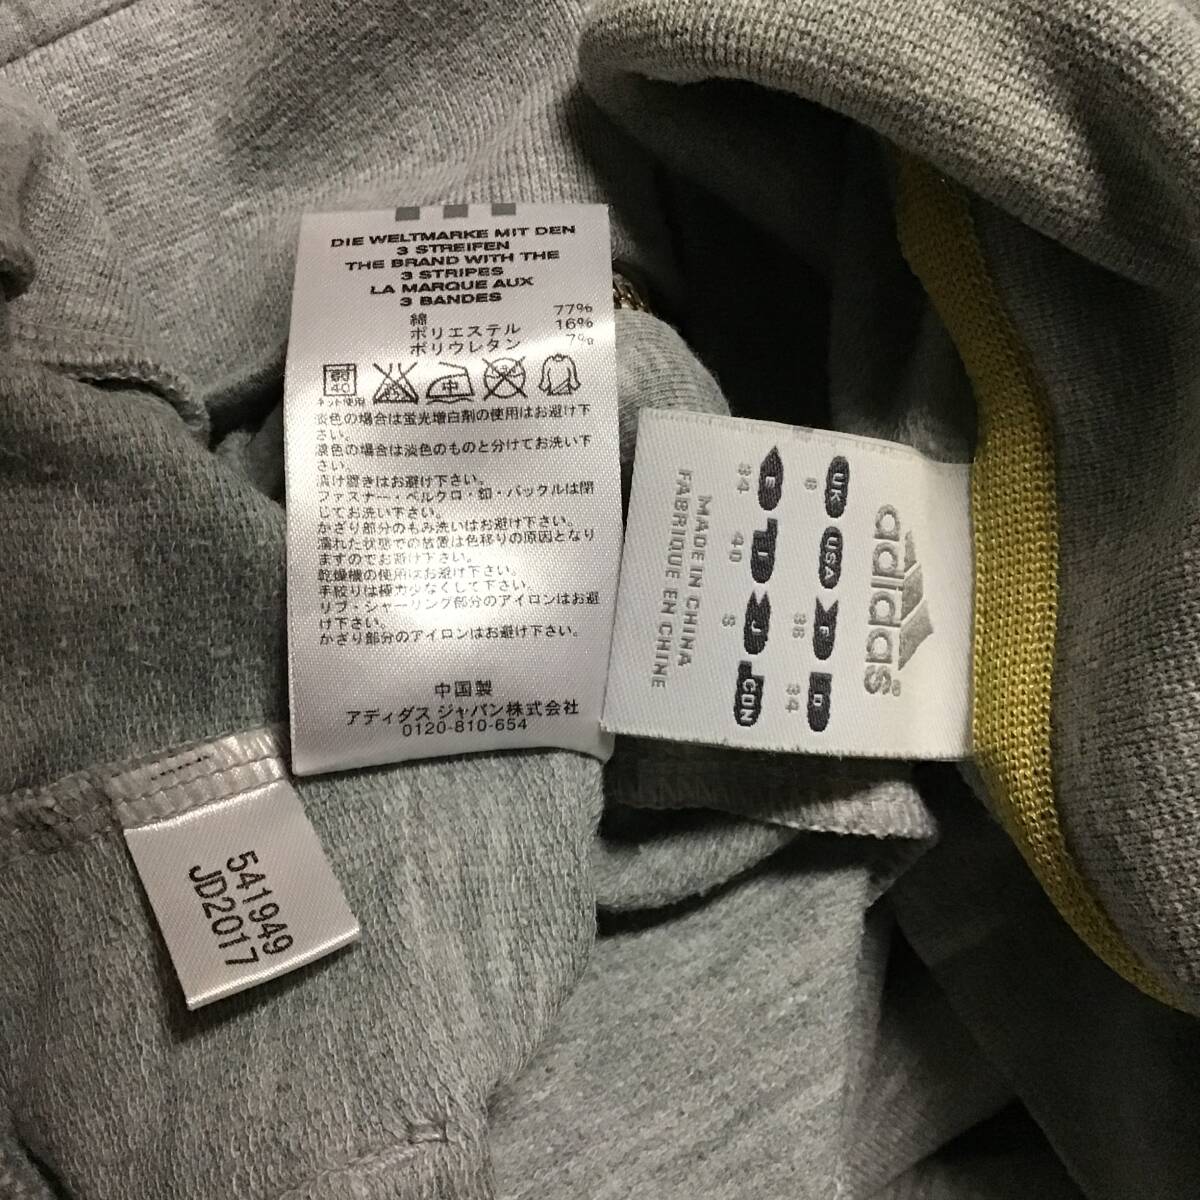 DIE WELTMARKE MIT DEN
3 STREIFEN
THE BRAND WITH THE
3 STRIPES
LA MARQUE AUX
3 BANDES
綿 77%
ポリエステル 16%
ポリウレタン 7%
40
中
ネット使用
淡色の場合は蛍光増白剤の使用はお避け下
さい。
濃色の場合は淡色のものと分けてお洗い下
さい。
漬け置きはお避け下さい。
ファスナー・ベルクロ・釦・バックルは閉
じてお洗い下さい。
かざり部分のもみ洗いはお避け下さい。
濡れた状態での放置は色移りの原因となり
ますのでお避け下さい。
乾燥機の使用はお避け下さい。
手絞りは極力少なくして下さい。
リブ・シャーリング部分のアイロンはお避
け下さい。
かざり部分のアイロンはお避け下さい。
中国製
アディダス ジャパン株式会社
0120-810-654
adidas®
UK USA F D
8 36 34
E I J CDN
34 40 S
MADE IN CHINA
FABRIQUE EN CHINE
541949
JD2017